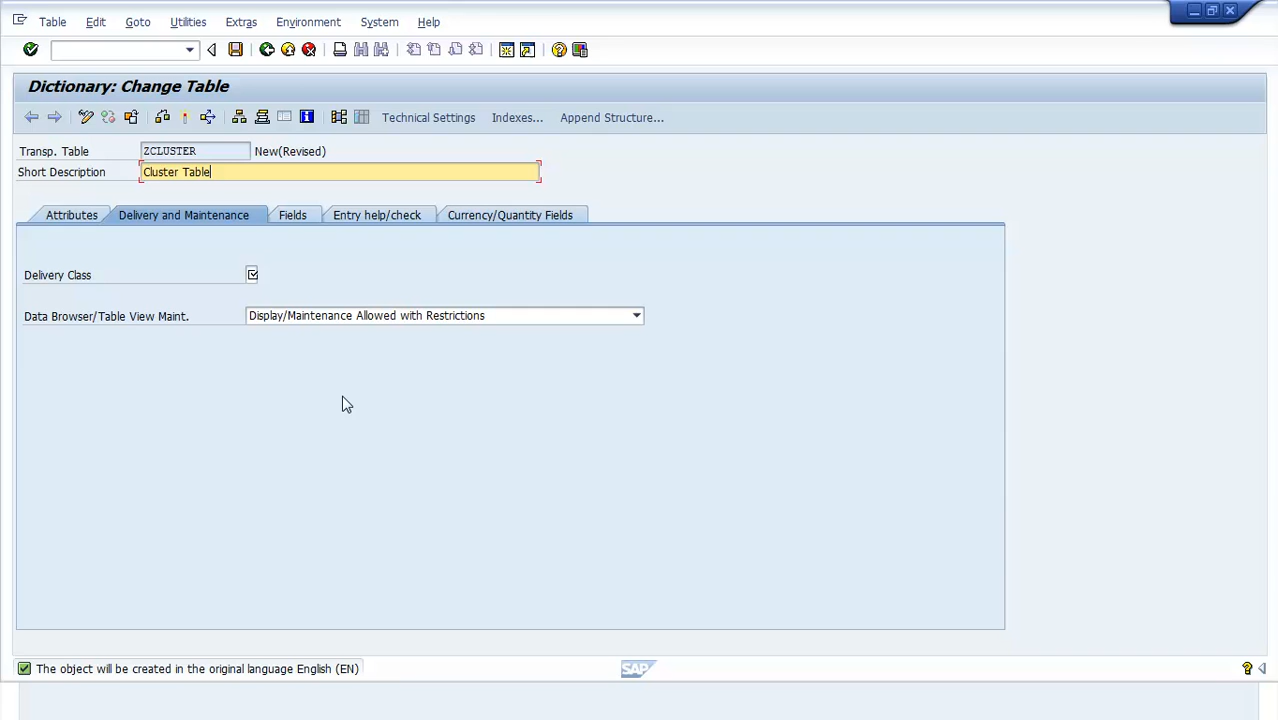 Table Edit Goto Utilities Extras Environment System Help
Dictionary: Change Table
Technical Settings Indexes... Append Structure...
Transp. Table ZCLUSTER New(Revised)
Short Description Cluster Table
Attributes Delivery and Maintenance Fields Entry help/check Currency/Quantity Fields
Delivery Class
Data Browser/Table View Maint. Display/Maintenance Allowed with Restrictions
The object will be created in the original language English (EN) SAP